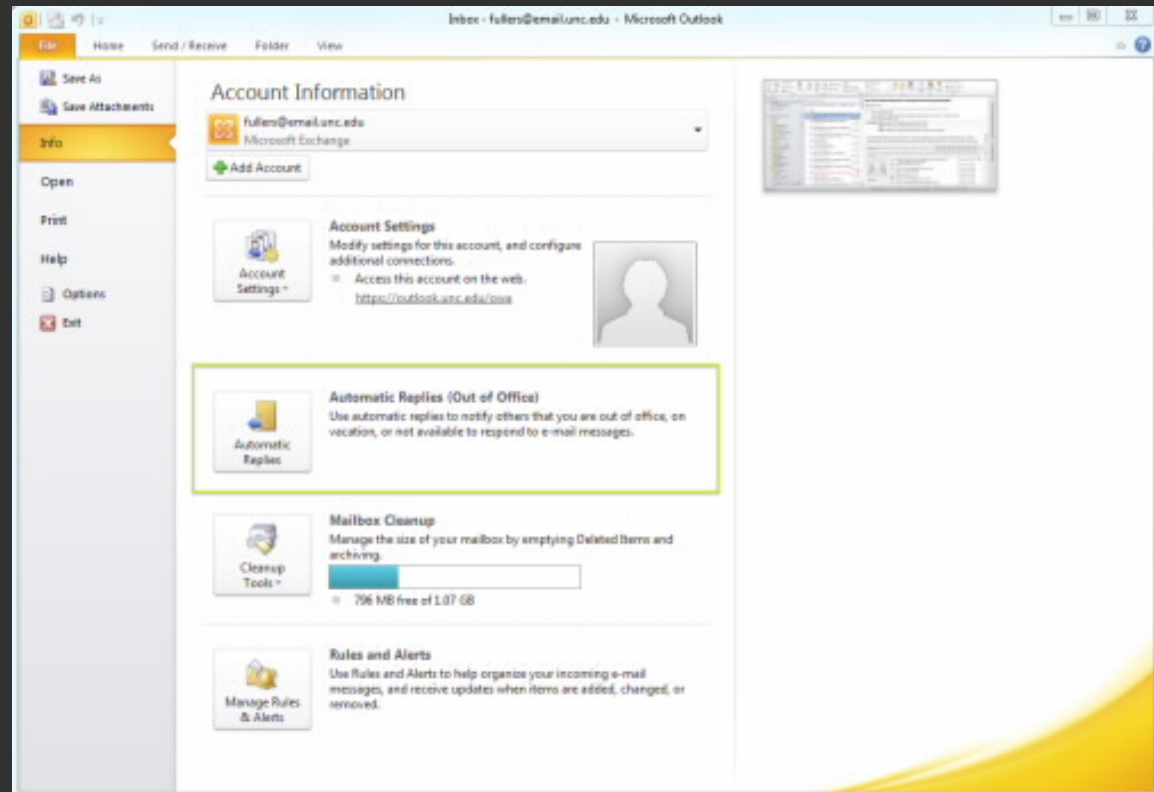 Inbox - fullers@email.unc.edu - Microsoft Outlook
File Home Send / Receive Folder View
Save As
Save Attachments
Info
Open
Print
Help
Options
Exit
Account Information
fullers@email.unc.edu
Microsoft Exchange
Add Account
Account Settings
Account Settings
Modify settings for this account, and configure
additional connections.
Access this account on the web.
https://outlook.unc.edu/owa
Automatic Replies
Automatic Replies (Out of Office)
Use automatic replies to notify others that you are out of office, on
vacation, or not available to respond to e-mail messages.
Cleanup Tools
Mailbox Cleanup
Manage the size of your mailbox by emptying Deleted Items and
archiving.
796 MB free of 1.07 GB
Manage Rules & Alerts
Rules and Alerts
Use Rules and Alerts to help organize your incoming e-mail
messages, and receive updates when items are added, changed, or
removed.